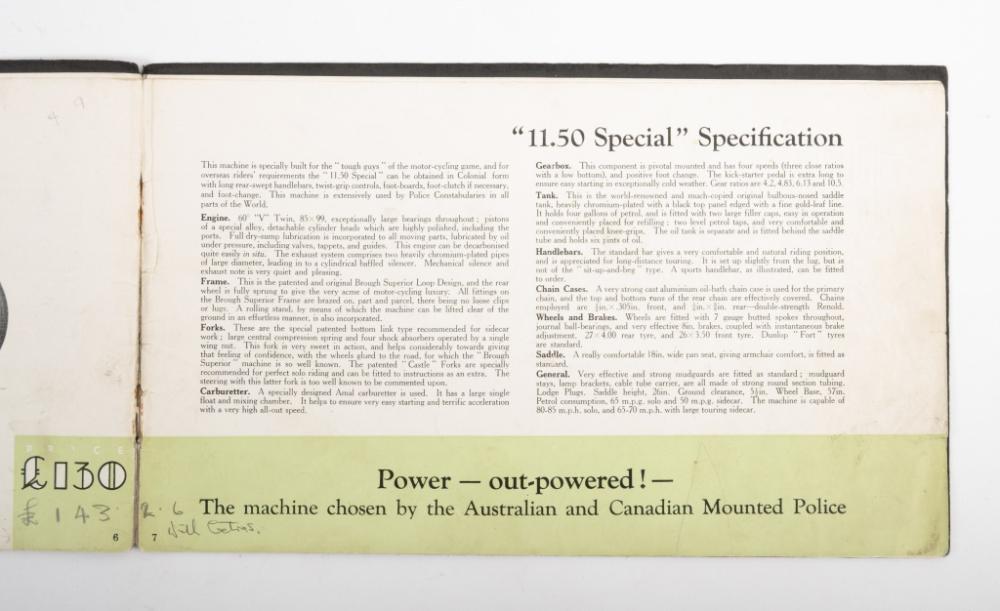 4 9
PRICE
£130
£ 143. 2. 6
With Extras.
6
"11.50 Special" Specification
This machine is specially built for the "tough guys" of the motor-cycling game, and for
overseas riders' requirements the "11.50 Special" can be obtained in Colonial form
with long rear-swept handlebars, twist-grip controls, foot-boards, foot-clutch if necessary,
and foot-change. This machine is extensively used by Police Constabularies in all
parts of the World.
Engine. 60° "V" Twin, 85×99, exceptionally large bearings throughout; pistons
of a special alloy, detachable cylinder heads which are highly polished, including the
ports. Full dry-sump lubrication is incorporated to all moving parts, lubricated by oil
under pressure, including valves, tappets, and guides. This engine can be decarbonised
quite easily in situ. The exhaust system comprises two heavily chromium-plated pipes
of large diameter, leading in to a cylindrical baffled silencer. Mechanical silence and
exhaust note is very quiet and pleasing.
Frame. This is the patented and original Brough Superior Loop Design, and the rear
wheel is fully sprung to give the very acme of motor-cycling luxury. All fittings on
the Brough Superior Frame are brazed on, part and parcel, there being no loose clips
or lugs. A rolling stand, by means of which the machine can be lifted clear of the
ground in an effortless manner, is also incorporated.
Forks. These are the special patented bottom link type recommended for sidecar
work; large central compression spring and four shock absorbers operated by a single
wing nut. This fork is very sweet in action, and helps considerably towards giving
that feeling of confidence, with the wheels glued to the road, for which the "Brough
Superior" machine is so well known. The patented "Castle" Forks are specially
recommended for perfect solo riding and can be fitted to instructions as an extra. The
steering with this latter fork is too well known to be commented upon.
Carburetter. A specially designed Amal carburetter is used. It has a large single
float and mixing chamber. It helps to ensure very easy starting and terrific acceleration
with a very high all-out speed.
Gearbox. This component is pivotal mounted and has four speeds (three close ratios
with a low bottom), and positive foot change. The kick-starter pedal is extra long to
ensure easy starting in exceptionally cold weather. Gear ratios are 4.2, 4.83, 6.13 and 10.5.
Tank. This is the world-renowned and much-copied original bulbous-nosed saddle
tank, heavily chromium-plated with a black top panel edged with a fine gold-leaf line.
It holds four gallons of petrol, and is fitted with two large filler caps, easy in operation
and conveniently placed for refilling; two level petrol taps, and very comfortable and
conveniently placed knee-grips. The oil tank is separate and is fitted behind the saddle
tube and holds six pints of oil.
Handlebars. The standard bar gives a very comfortable and natural riding position,
and is appreciated for long-distance touring. It is set up slightly from the lug, but is
not of the "sit-up-and-beg" type. A sports handlebar, as illustrated, can be fitted
to order.
Chain Cases. A very strong cast aluminium oil-bath chain case is used for the primary
chain, and the top and bottom runs of the rear chain are effectively covered. Chains
employed are ½in.×.305in. front, and ⅝in.×⅜in. rear—double-strength Renold.
Wheels and Brakes. Wheels are fitted with 7 gauge butted spokes throughout,
journal ball-bearings, and very effective 8in. brakes, coupled with instantaneous brake
adjustment. 27×4.00 rear tyre, and 26×3.50 front tyre. Dunlop "Fort" tyres
are standard.
Saddle. A really comfortable 18in. wide pan seat, giving armchair comfort, is fitted as
standard.
General. Very effective and strong mudguards are fitted as standard; mudguard
stays, lamp brackets, cable tube carrier, etc. are all made of strong round section tubing.
Lodge Plugs. Saddle height, 26in. Ground clearance, 5½in. Wheel Base, 57in.
Petrol consumption, 65 m.p.g. solo and 50 m.p.g. sidecar. The machine is capable of
80-85 m.p.h. solo, and 65-70 m.p.h. with large touring sidecar.
Power — out-powered! —
The machine chosen by the Australian and Canadian Mounted Police
7